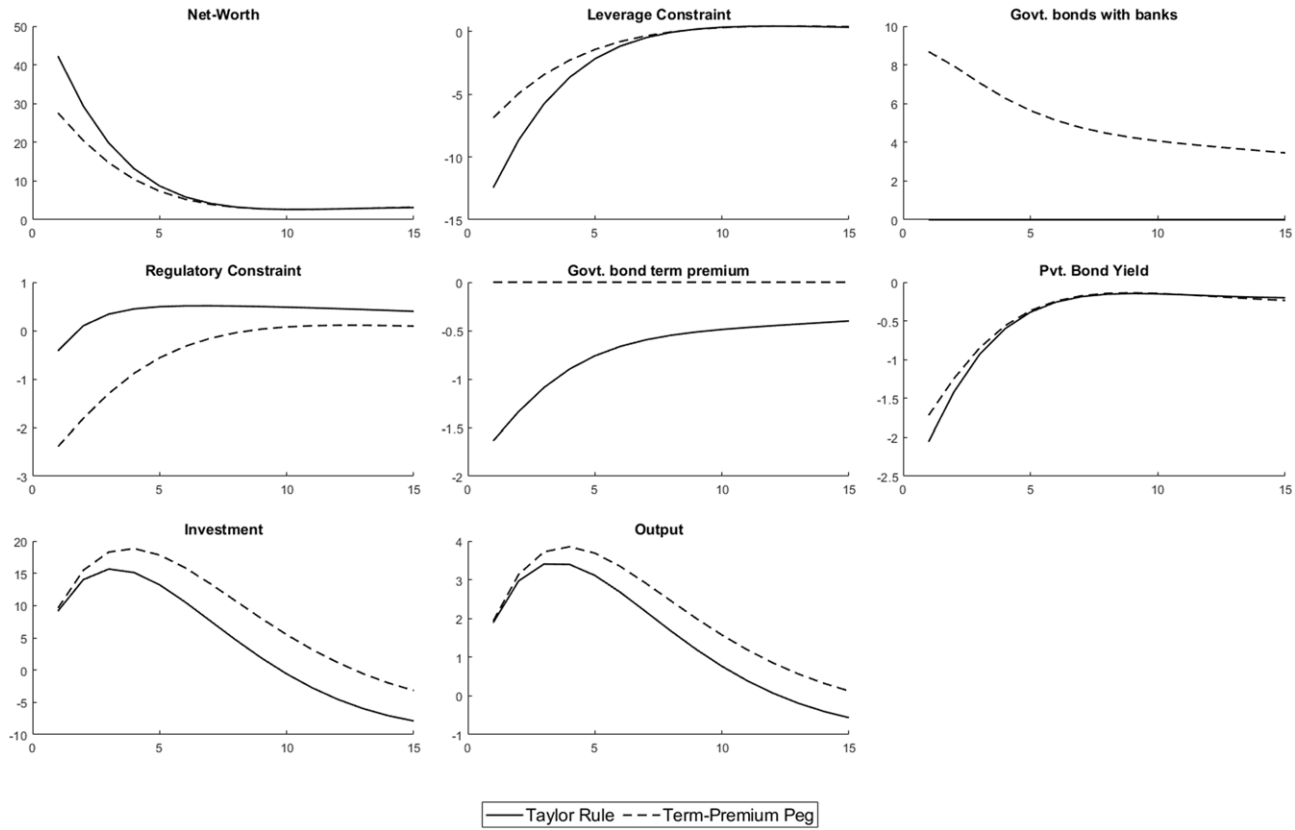 Net-Worth
50
40
30
20
10
0
0 5 10 15
Leverage Constraint
0
-5
-10
-15
0 5 10 15
Govt. bonds with banks
10
8
6
4
2
0
0 5 10 15
Regulatory Constraint
1
0
-1
-2
-3
0 5 10 15
Govt. bond term premium
0
-0.5
-1
-1.5
-2
0 5 10 15
Pvt. Bond Yield
0
-0.5
-1
-1.5
-2
-2.5
0 5 10 15
Investment
20
15
10
5
0
-5
-10
0 5 10 15
Output
4
3
2
1
0
-1
0 5 10 15
Taylor Rule Term-Premium Peg